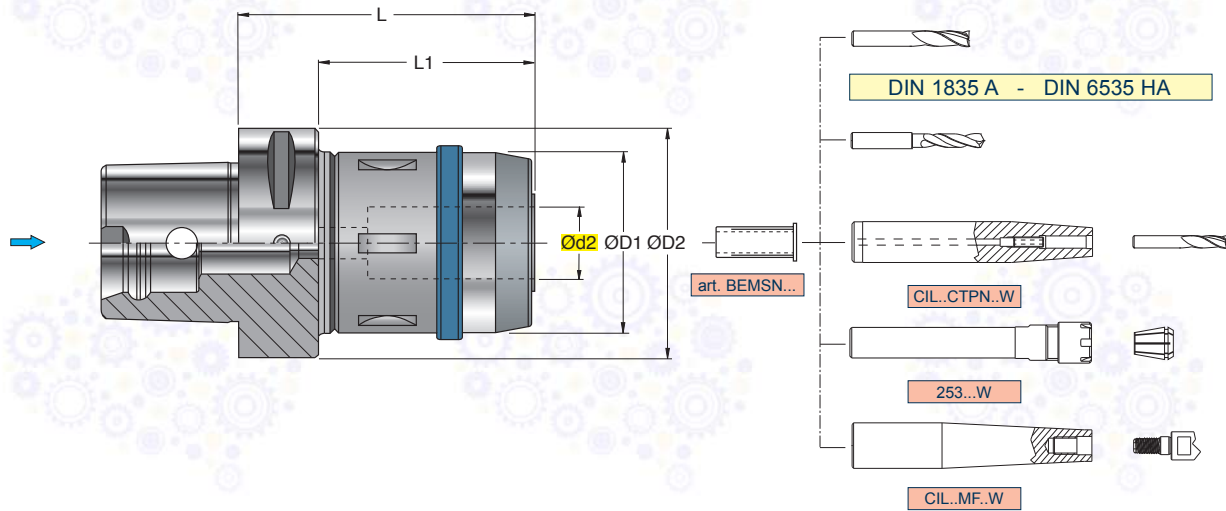 L
L1
Ød2 ØD1 ØD2
art. BEMSN...
DIN 1835 A - DIN 6535 HA
CIL..CTPN..W
253...W
CIL..MF..W